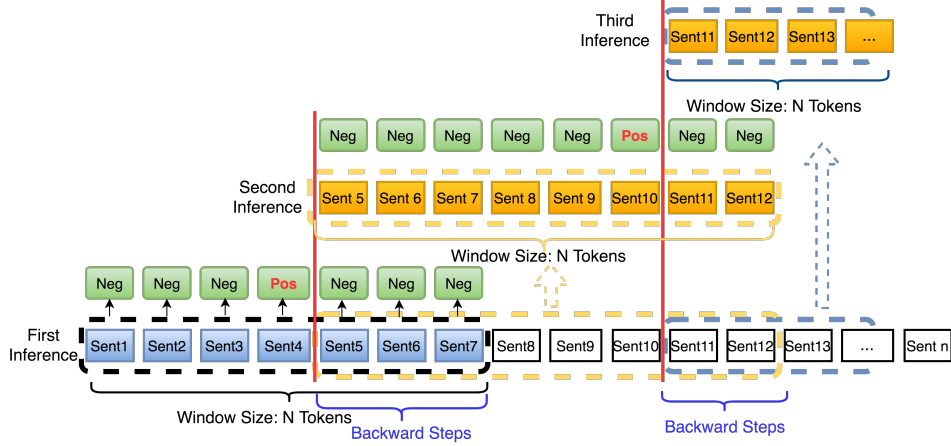 Third
Inference
Sent11 Sent12 Sent13 ...
Window Size: N Tokens
Neg Neg Neg Neg Neg Pos Neg Neg
Second
Inference
Sent 5 Sent 6 Sent 7 Sent 8 Sent 9 Sent10 Sent11 Sent12
Window Size: N Tokens
Neg Neg Neg Pos Neg Neg Neg
First
Inference
Sent1 Sent2 Sent3 Sent4 Sent5 Sent6 Sent7 Sent8 Sent9 Sent10 Sent11 Sent12 Sent13 ... Sent n
Window Size: N Tokens
Backward Steps
Backward Steps